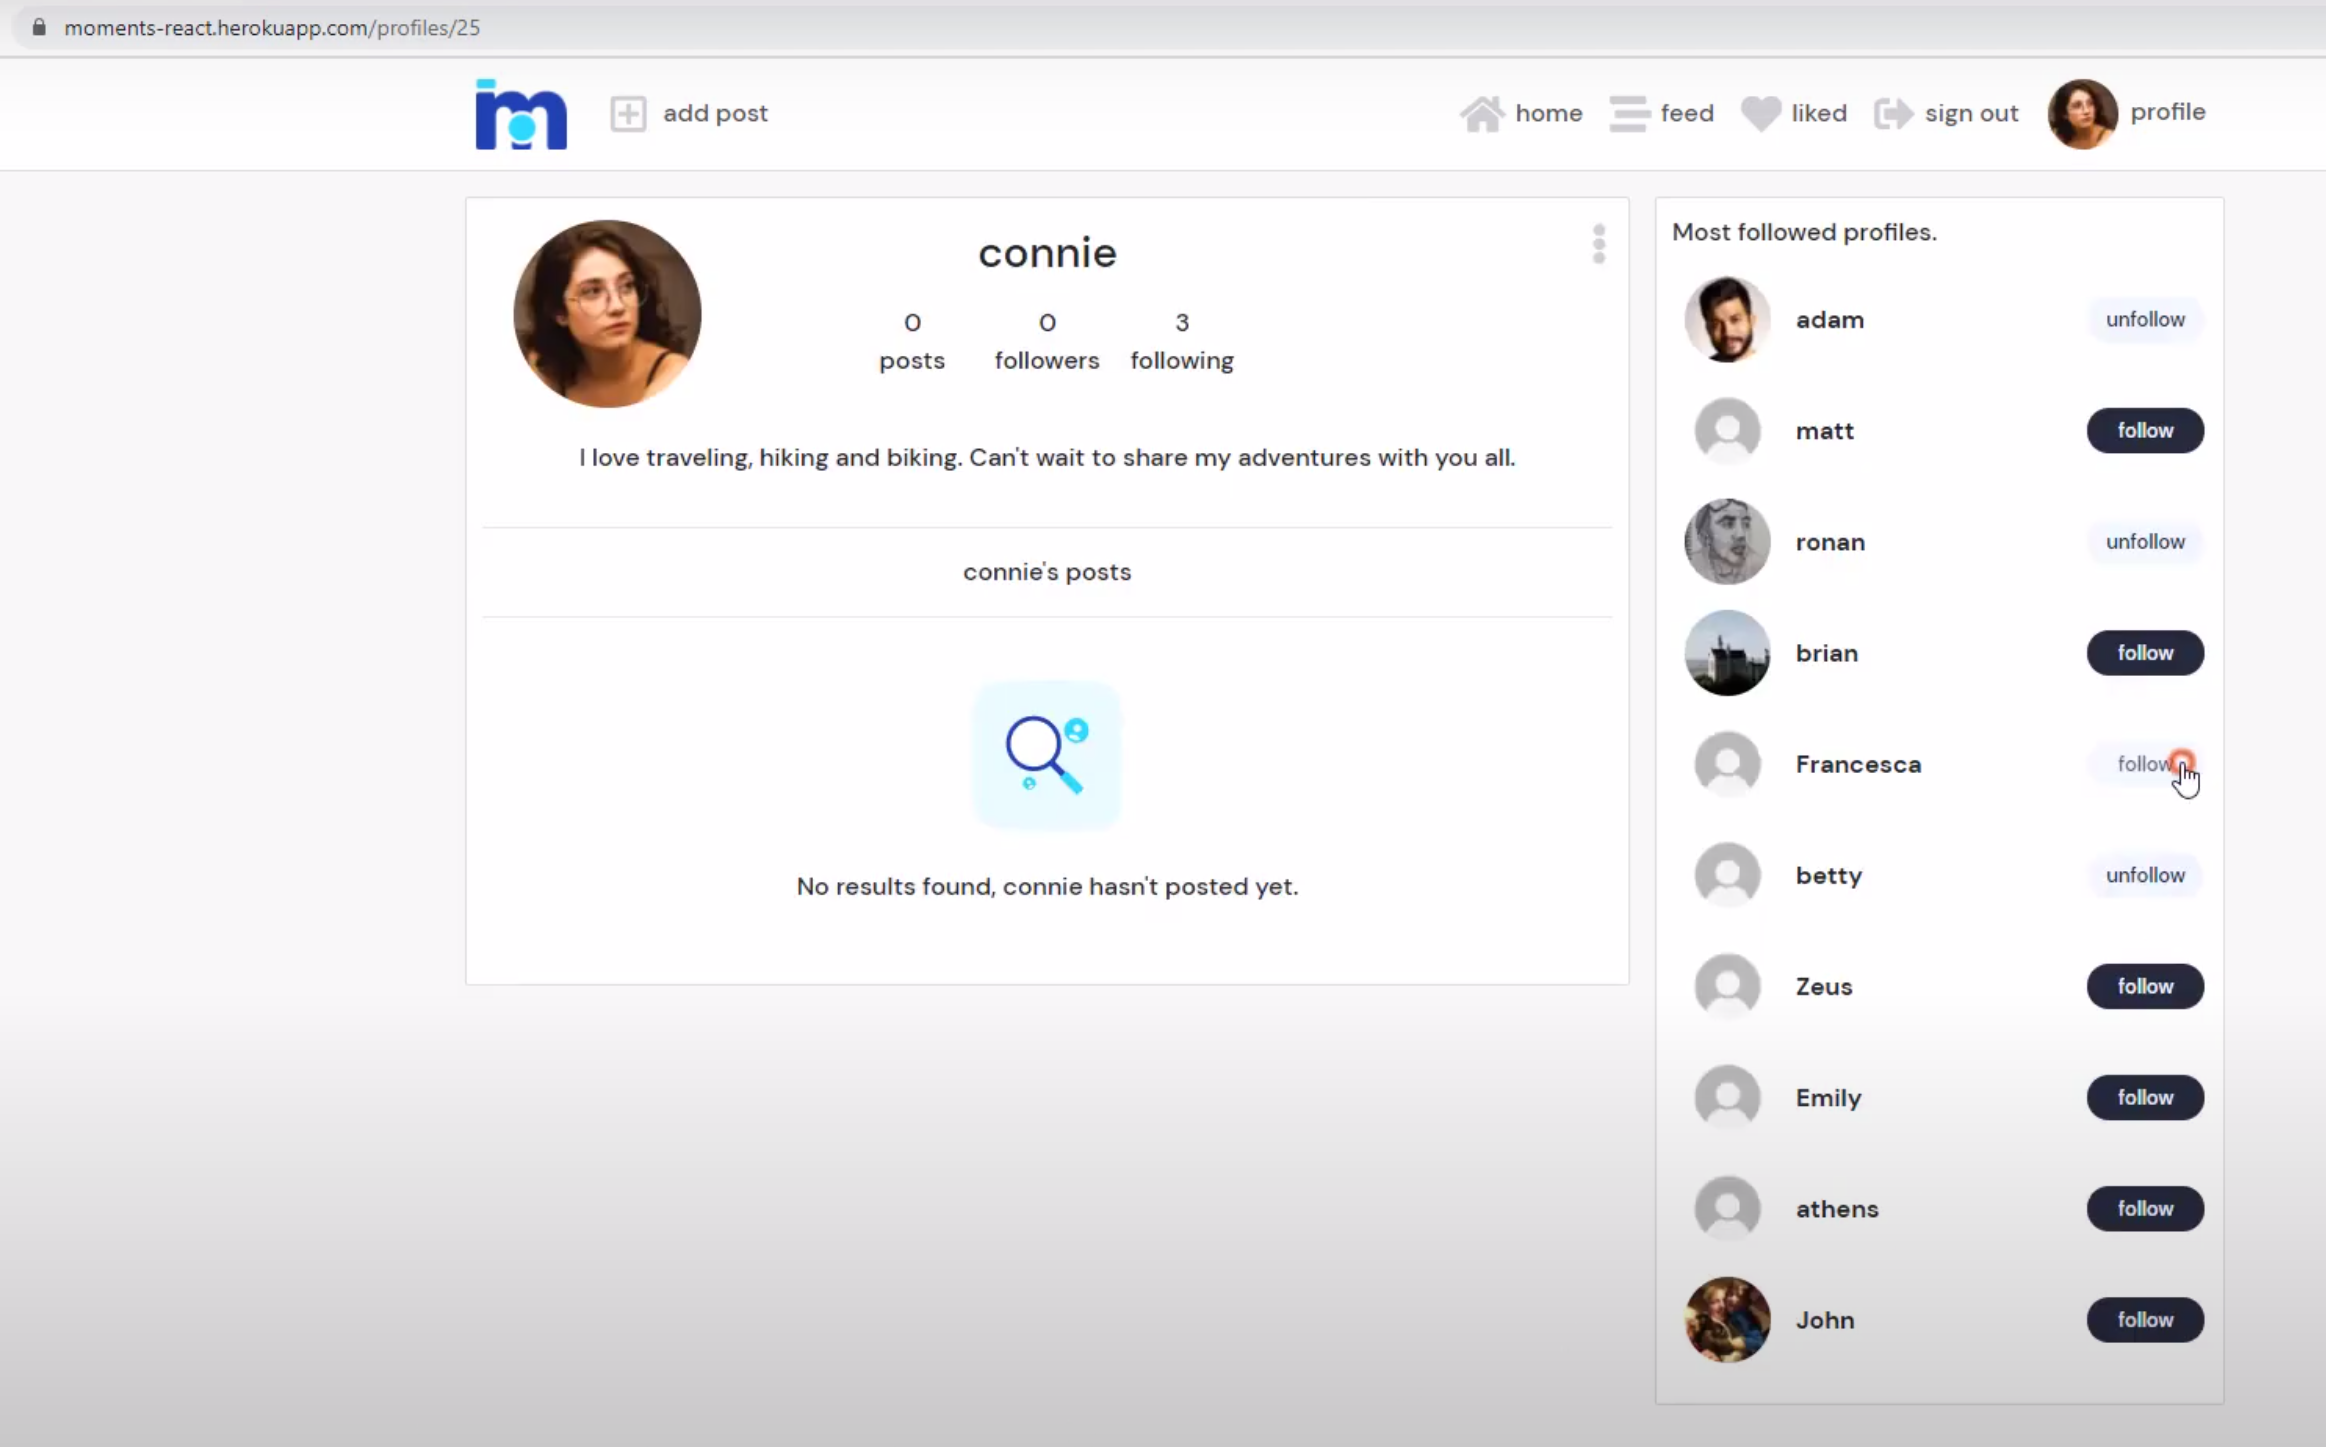 moments-react.herokuapp.com/profiles/25
add post
home
feed
liked
sign out
profile
connie
0
posts
0
followers
3
following
I love traveling, hiking and biking. Can't wait to share my adventures with you all.
connie's posts
No results found, connie hasn't posted yet.
Most followed profiles.
adam
unfollow
matt
follow
ronan
unfollow
brian
follow
Francesca
follow
betty
unfollow
Zeus
follow
Emily
follow
athens
follow
John
follow